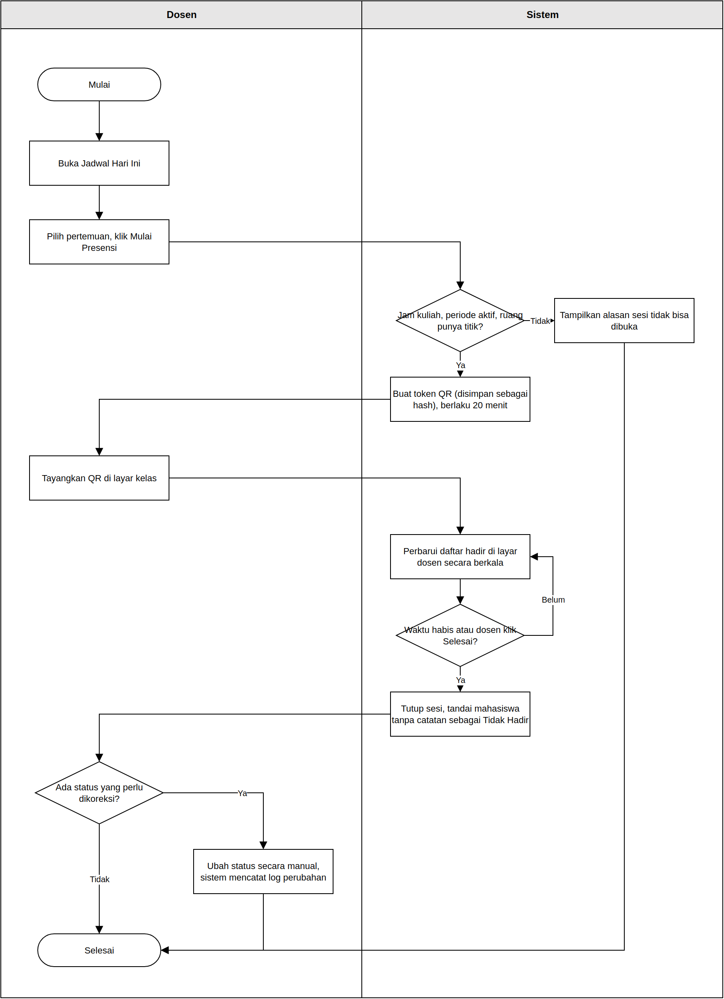 Dosen
Sistem
Mulai
Buka Jadwal Hari Ini
Pilih pertemuan, klik Mulai
Presensi
Jam kuliah, periode aktif, ruang
punya titik?
Tidak
Tampilkan alasan sesi tidak bisa
dibuka
Ya
Buat token QR (disimpan sebagai
hash), berlaku 20 menit
Tayangkan QR di layar kelas
Perbarui daftar hadir di layar
dosen secara berkala
Belum
Waktu habis atau dosen klik
Selesai?
Ya
Tutup sesi, tandai mahasiswa
tanpa catatan sebagai Tidak Hadir
Ada status yang perlu
dikoreksi?
Ya
Ubah status secara manual,
sistem mencatat log perubahan
Tidak
Selesai